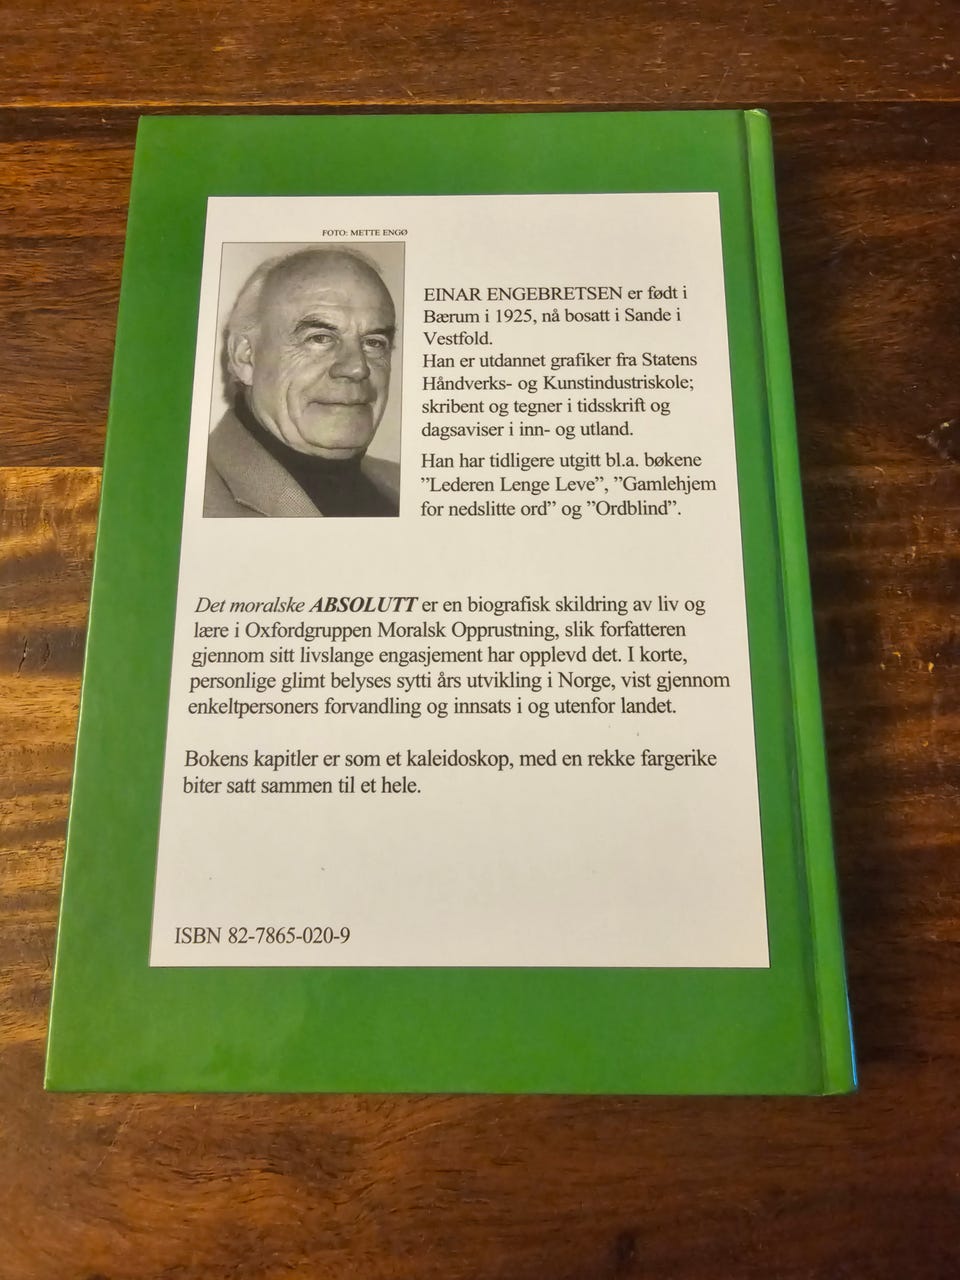 FOTO: METTE ENGØ
EINAR ENGEBRETSEN er født i
Bærum i 1925, nå bosatt i Sande i
Vestfold.
Han er utdannet grafiker fra Statens
Håndverks- og Kunstindustriskole;
skribent og tegner i tidsskrift og
dagsaviser i inn- og utland.
Han har tidligere utgitt bl.a. bøkene
”Lederen Lenge Leve”, ”Gamlehjem
for nedslitte ord” og ”Ordblind”.
Det moralske ABSOLUTT er en biografisk skildring av liv og
lære i Oxfordgruppen Moralsk Opprustning, slik forfatteren
gjennom sitt livslange engasjement har opplevd det. I korte,
personlige glimt belyses sytti års utvikling i Norge, vist gjennom
enkeltpersoners forvandling og innsats i og utenfor landet.
Bokens kapitler er som et kaleidoskop, med en rekke fargerike
biter satt sammen til et hele.
ISBN 82-7865-020-9